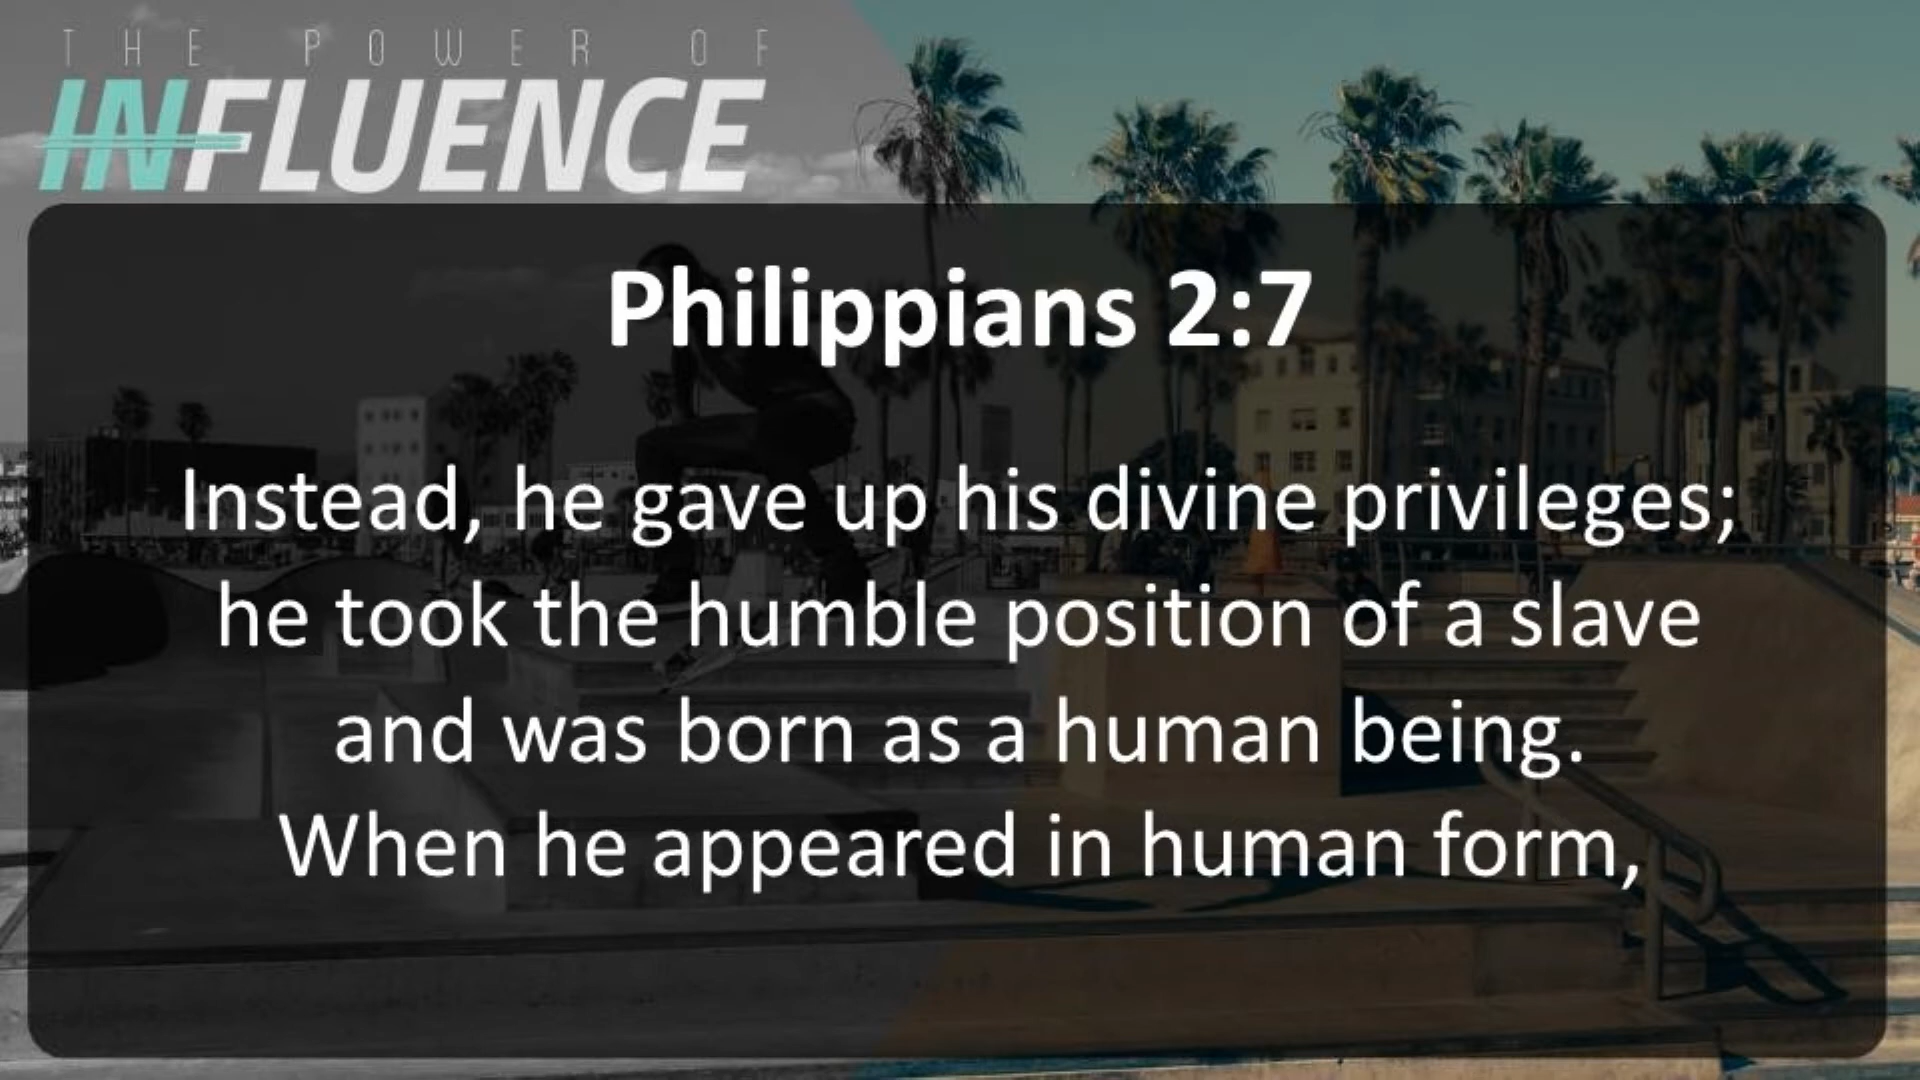 THE POWER OF
INFLUENCE
Philippians 2:7
Instead, he gave up his divine privileges;
he took the humble position of a slave
and was born as a human being.
When he appeared in human form,